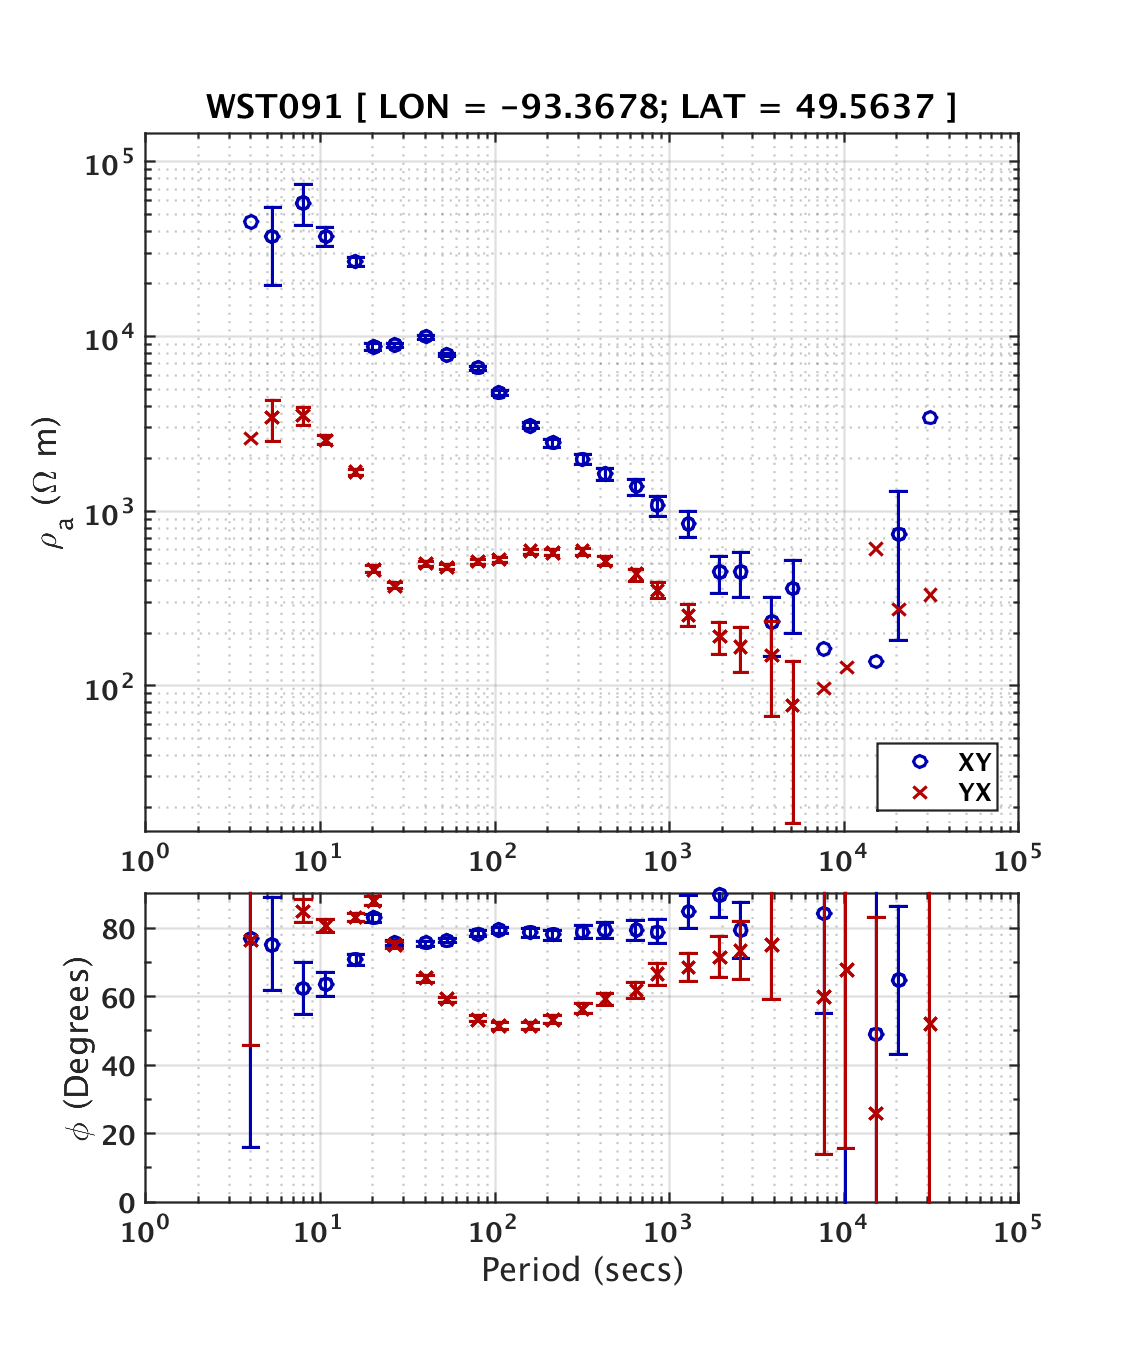 WST091 [ LON = -93.3678; LAT = 49.5637 ]
10^5
10^4
10^3
10^2
ρ_a (Ω m)
XY
YX
10^0 10^1 10^2 10^3 10^4 10^5
80
60
40
20
0
φ (Degrees)
10^0 10^1 10^2 10^3 10^4 10^5
Period (secs)